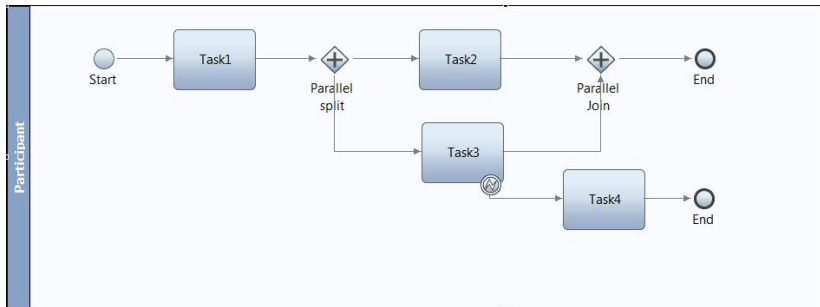 Participant
Start
Task1
Parallel
split
Task2
Parallel
Join
End
Task3
Task4
End